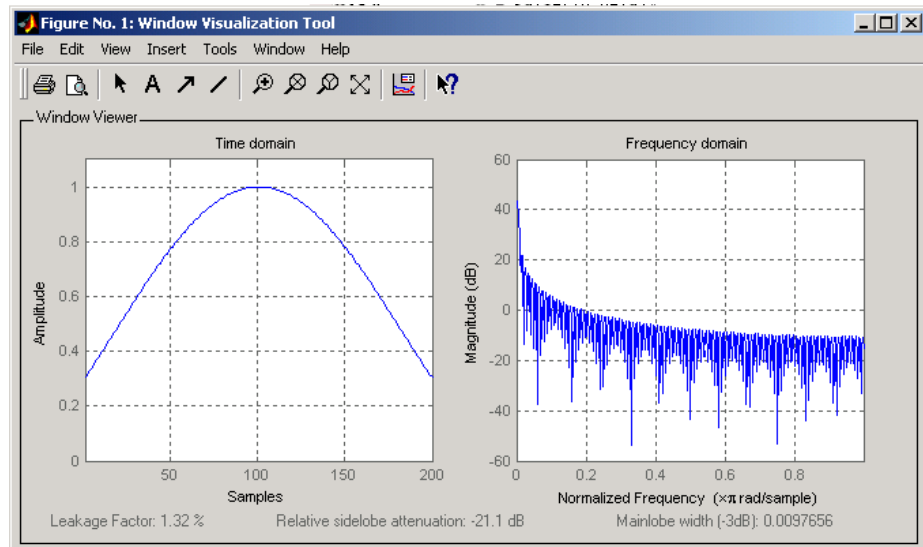 Figure No. 1: Window Visualization Tool
File Edit View Insert Tools Window Help
A
Window Viewer
Time domain
Amplitude
1
0.8
0.6
0.4
0.2
0
50 100 150 200
Samples
Frequency domain
Magnitude (dB)
60
40
20
0
-20
-40
-60
0 0.2 0.4 0.6 0.8
Normalized Frequency (×π rad/sample)
Leakage Factor: 1.32 % Relative sidelobe attenuation: -21.1 dB Mainlobe width (-3dB): 0.0097656